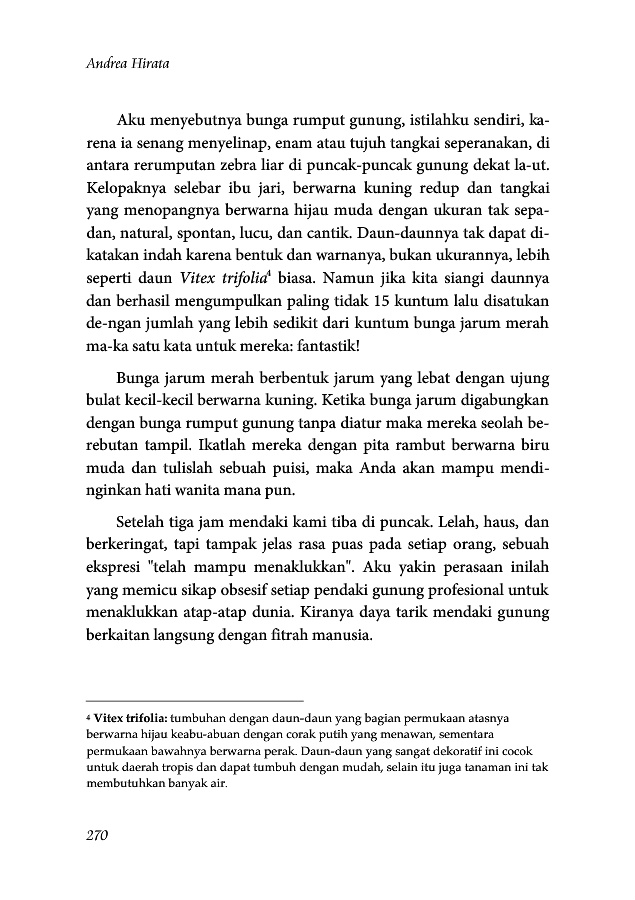 Andrea Hirata
Aku menyebutnya bunga rumput gunung, istilahku sendiri, ka-
rena ia senang menyelinap, enam atau tujuh tangkai seperanakan, di
antara rerumputan zebra liar di puncak-puncak gunung dekat la-ut.
Kelopaknya selebar ibu jari, berwarna kuning redup dan tangkai
yang menopangnya berwarna hijau muda dengan ukuran tak sepa-
dan, natural, spontan, lucu, dan cantik. Daun-daunnya tak dapat di-
katakan indah karena bentuk dan warnanya, bukan ukurannya, lebih
seperti daun Vitex trifolia⁴ biasa. Namun jika kita siangi daunnya
dan berhasil mengumpulkan paling tidak 15 kuntum lalu disatukan
de-ngan jumlah yang lebih sedikit dari kuntum bunga jarum merah
ma-ka satu kata untuk mereka: fantastik!
Bunga jarum merah berbentuk jarum yang lebat dengan ujung
bulat kecil-kecil berwarna kuning. Ketika bunga jarum digabungkan
dengan bunga rumput gunung tanpa diatur maka mereka seolah be-
rebutan tampil. Ikatlah mereka dengan pita rambut berwarna biru
muda dan tulislah sebuah puisi, maka Anda akan mampu mendi-
nginkan hati wanita mana pun.
Setelah tiga jam mendaki kami tiba di puncak. Lelah, haus, dan
berkeringat, tapi tampak jelas rasa puas pada setiap orang, sebuah
ekspresi "telah mampu menaklukkan". Aku yakin perasaan inilah
yang memicu sikap obsesif setiap pendaki gunung profesional untuk
menaklukkan atap-atap dunia. Kiranya daya tarik mendaki gunung
berkaitan langsung dengan fitrah manusia.
⁴ Vitex trifolia: tumbuhan dengan daun-daun yang bagian permukaan atasnya
berwarna hijau keabu-abuan dengan corak putih yang menawan, sementara
permukaan bawahnya berwarna perak. Daun-daun yang sangat dekoratif ini cocok
untuk daerah tropis dan dapat tumbuh dengan mudah, selain itu juga tanaman ini tak
membutuhkan banyak air.
270